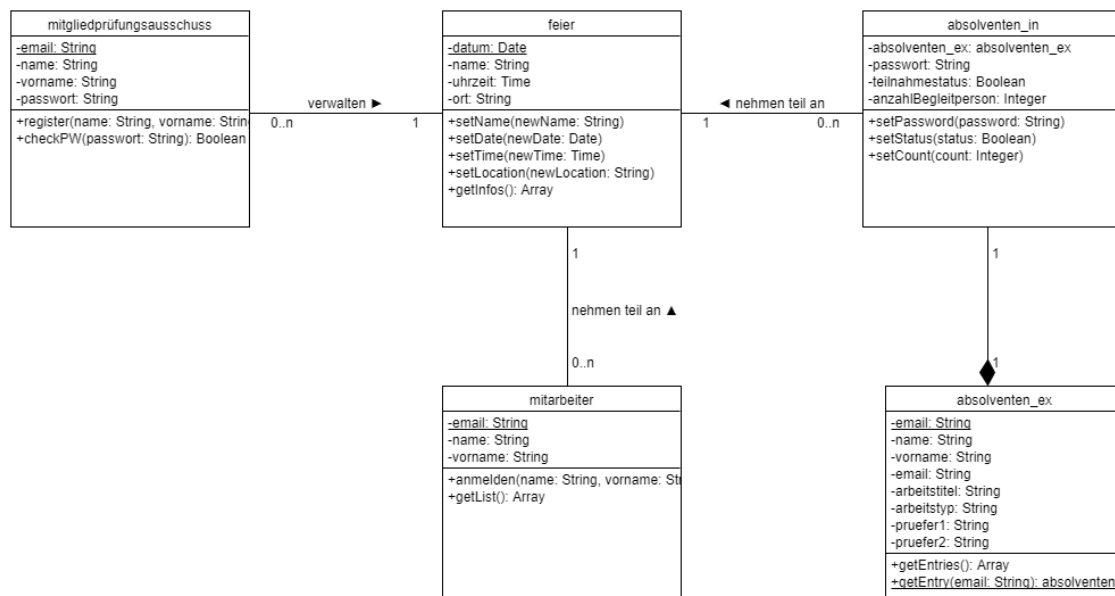 mitgliedprüfungsausschuss
-email: String
-name: String
-vorname: String
-passwort: String
+register(name: String, vorname: Strin
+checkPW(passwort: String): Boolean
verwalten ►
0..n
1
feier
-datum: Date
-name: String
-uhrzeit: Time
-ort: String
+setName(newName: String)
+setDate(newDate: Date)
+setTime(newTime: Time)
+setLocation(newLocation: String)
+getInfos(): Array
◄ nehmen teil an
1
0..n
absolventen_in
-absolventen_ex: absolventen_ex
-passwort: String
-teilnahmestatus: Boolean
-anzahlBegleitperson: Integer
+setPassword(password: String)
+setStatus(status: Boolean)
+setCount(count: Integer)
1
nehmen teil an ▲
0..n
1
1
mitarbeiter
-email: String
-name: String
-vorname: String
+anmelden(name: String, vorname: Str
+getList(): Array
absolventen_ex
-email: String
-name: String
-vorname: String
-email: String
-arbeitstitel: String
-arbeitstyp: String
-pruefer1: String
-pruefer2: String
+getEntries(): Array
+getEntry(email: String): absolventen